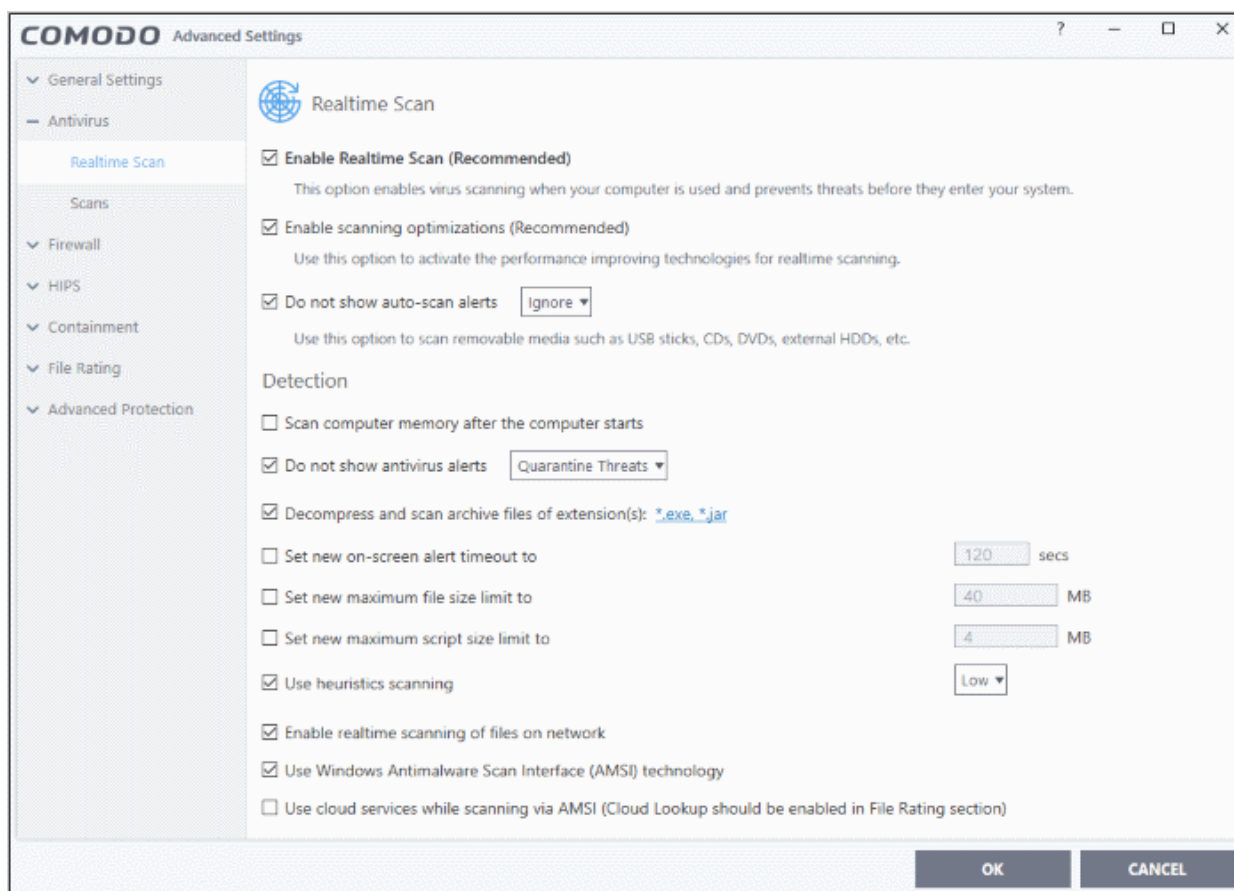 COMODO Advanced Settings
?
General Settings
Antivirus
Realtime Scan
Scans
Firewall
HIPS
Containment
File Rating
Advanced Protection
Realtime Scan
Enable Realtime Scan (Recommended)
This option enables virus scanning when your computer is used and prevents threats before they enter your system.
Enable scanning optimizations (Recommended)
Use this option to activate the performance improving technologies for realtime scanning.
Do not show auto-scan alerts Ignore
Use this option to scan removable media such as USB sticks, CDs, DVDs, external HDDs, etc.
Detection
Scan computer memory after the computer starts
Do not show antivirus alerts Quarantine Threats
Decompress and scan archive files of extension(s): *.exe, *.jar
Set new on-screen alert timeout to 120 secs
Set new maximum file size limit to 40 MB
Set new maximum script size limit to 4 MB
Use heuristics scanning Low
Enable realtime scanning of files on network
Use Windows Antimalware Scan Interface (AMSI) technology
Use cloud services while scanning via AMSI (Cloud Lookup should be enabled in File Rating section)
OK CANCEL